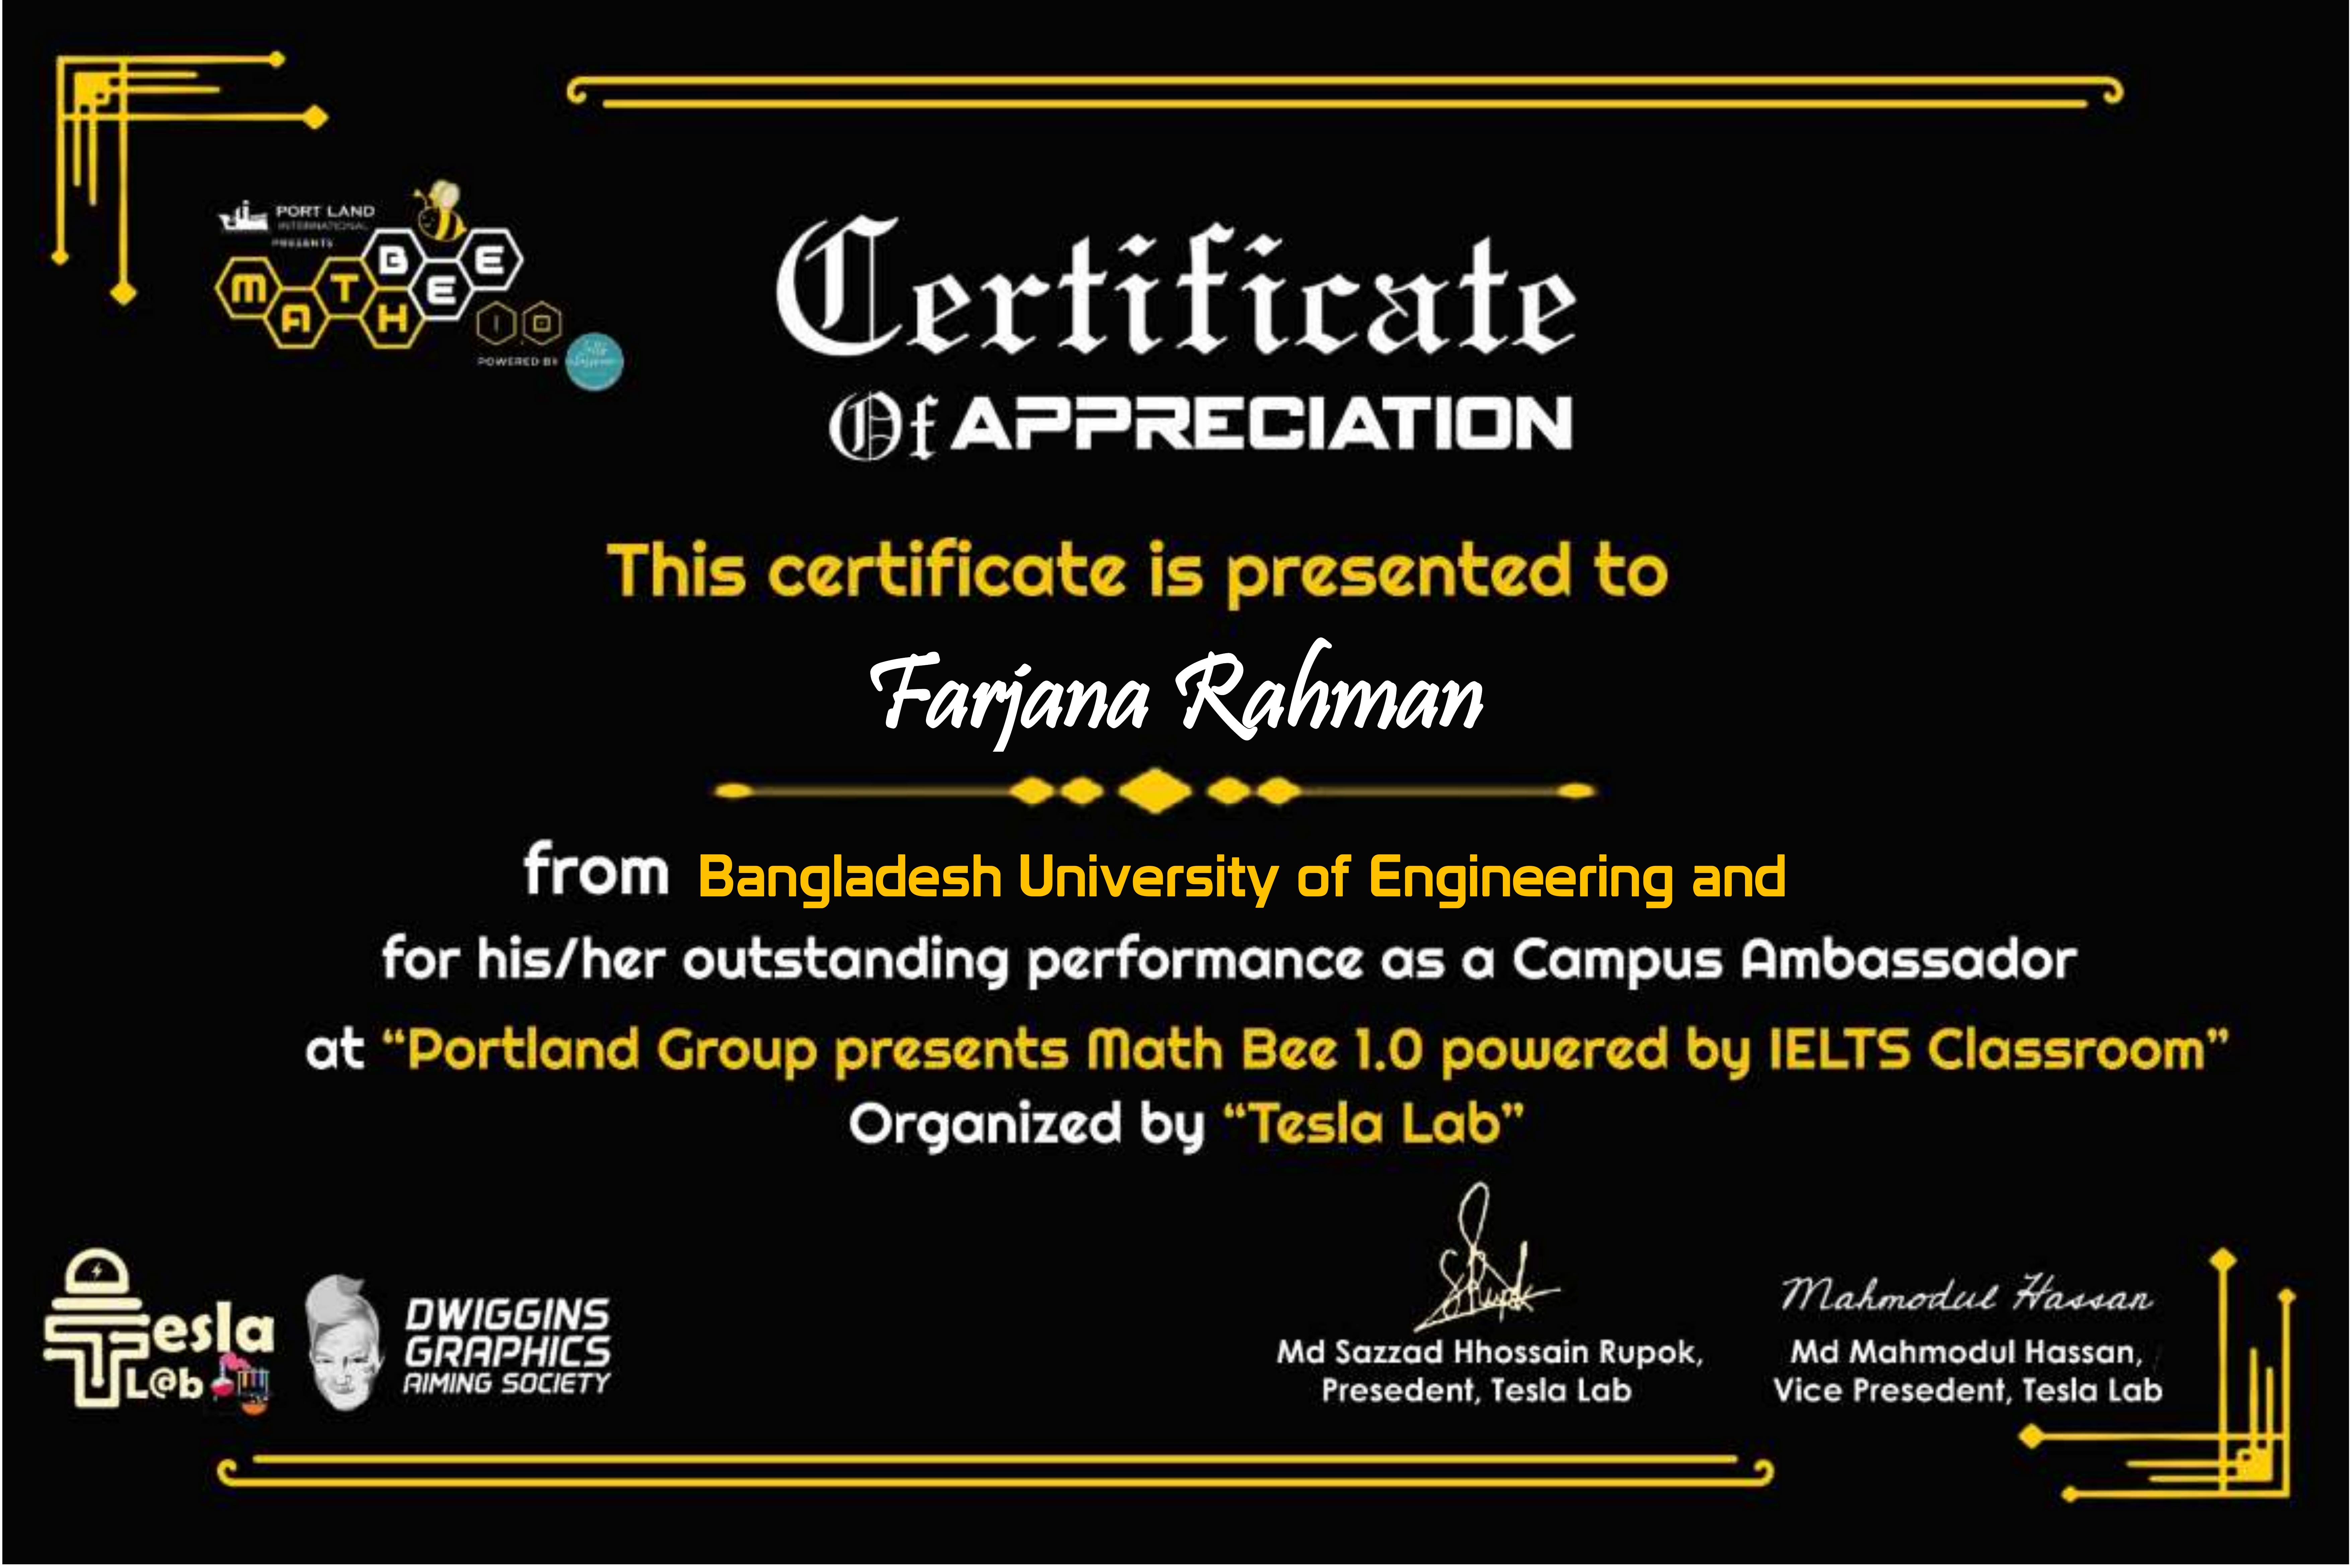 PORT LAND
INTERNATIONAL
PRESENTS
MATH BEE
1.0
POWERED BY
Certificate
Of APPRECIATION
This certificate is presented to
Farjana Rahman
from Bangladesh University of Engineering and
for his/her outstanding performance as a Campus Ambassador
at “Portland Group presents Math Bee 1.0 powered by IELTS Classroom”
Organized by “Tesla Lab”
Tesla
L@b
DWIGGINS
GRAPHICS
AIMING SOCIETY
Mahmodul Hassan
Md Sazzad Hhossain Rupok,
Presedent, Tesla Lab
Md Mahmodul Hassan,
Vice Presedent, Tesla Lab